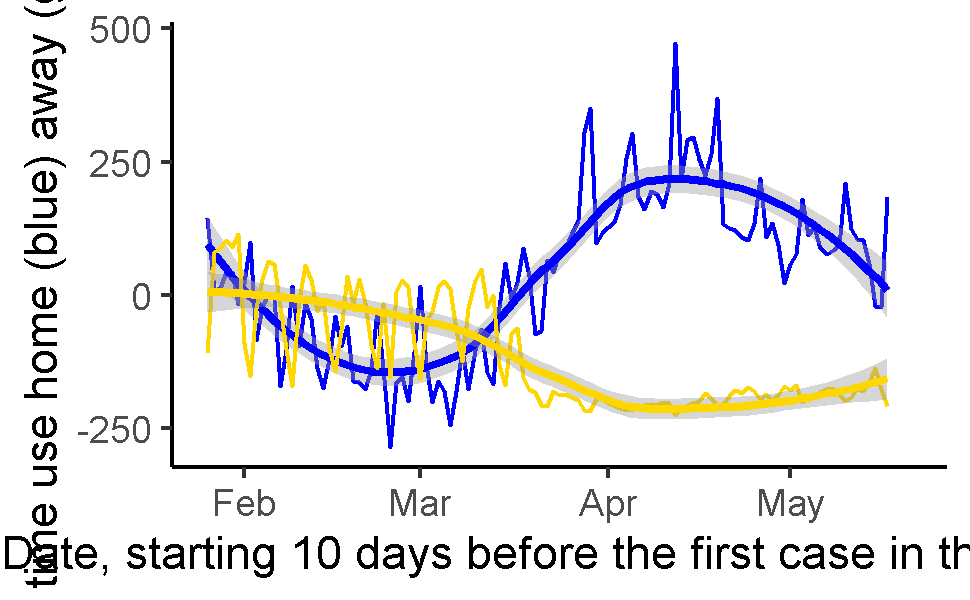 time use home (blue) away (
500
250
0
-250
Feb Mar Apr May
Date, starting 10 days before the first case in th